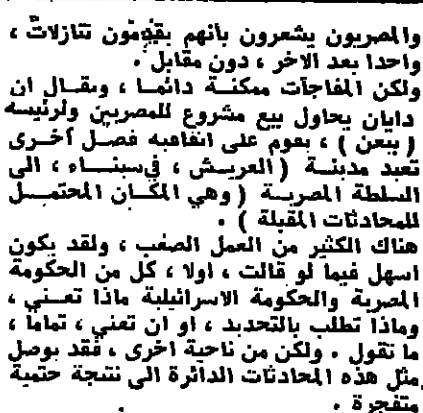 والمصريون يشعرون بأنهم يقدمون تنازلات ،
واحدا بعد الاخر ، دون مقابل .
ولكن المفاجآت ممكنة دائما ، ويقال ان
دايان يحاول بيع مشروع للمصريين ولرئيسه
( بيغن ) ، يقوم على اتفاقية فصل أخرى
تعيد مدينة ( العريش ، في سيناء ، الى
السلطة المصرية ( وهي المكان المحتمل
للمحادثات المقبلة ) .
هناك الكثير من العمل الصعب ، ولقد يكون
اسهل فيما لو قالت ، اولا ، كل من الحكومة
المصرية والحكومة الاسرائيلية ماذا تعني ،
وماذا تطلب بالتحديد ، او ان تعني ، تماما ،
ما تقول . ولكن من ناحية اخرى ، فقد يوصل
مثل هذه المحادثات الدائرة الى نتيجة حتمية
متفجرة .